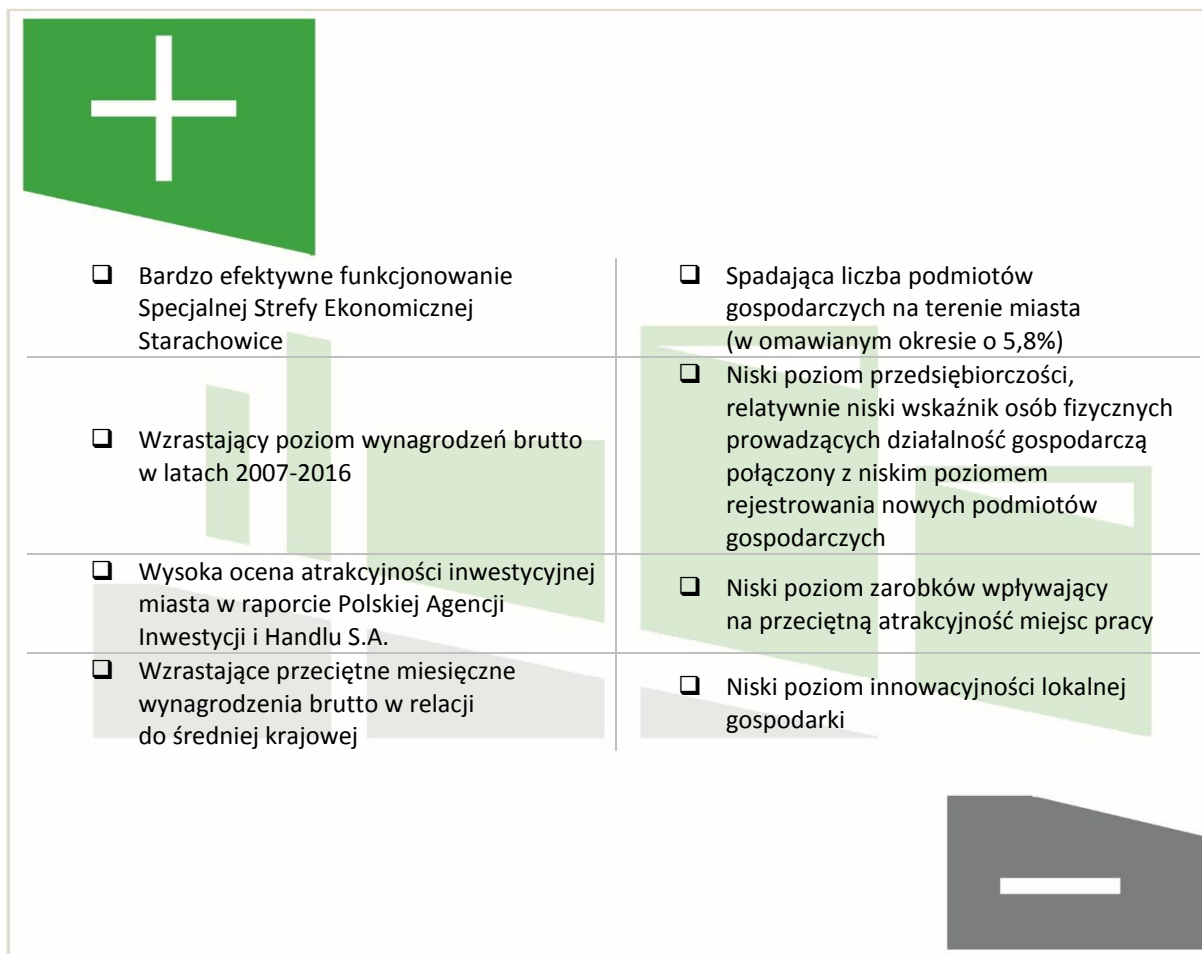 Bardzo efektywne funkcjonowanie
Specjalnej Strefy Ekonomicznej
Starachowice
Spadająca liczba podmiotów
gospodarczych na terenie miasta
(w omawianym okresie o 5,8%)
Wzrastający poziom wynagrodzeń brutto
w latach 2007-2016
Niski poziom przedsiębiorczości,
relatywnie niski wskaźnik osób fizycznych
prowadzących działalność gospodarczą
połączony z niskim poziomem
rejestrowania nowych podmiotów
gospodarczych
Wysoka ocena atrakcyjności inwestycyjnej
miasta w raporcie Polskiej Agencji
Inwestycji i Handlu S.A.
Niski poziom zarobków wpływający
na przeciętną atrakcyjność miejsc pracy
Wzrastające przeciętne miesięczne
wynagrodzenia brutto w relacji
do średniej krajowej
Niski poziom innowacyjności lokalnej
gospodarki